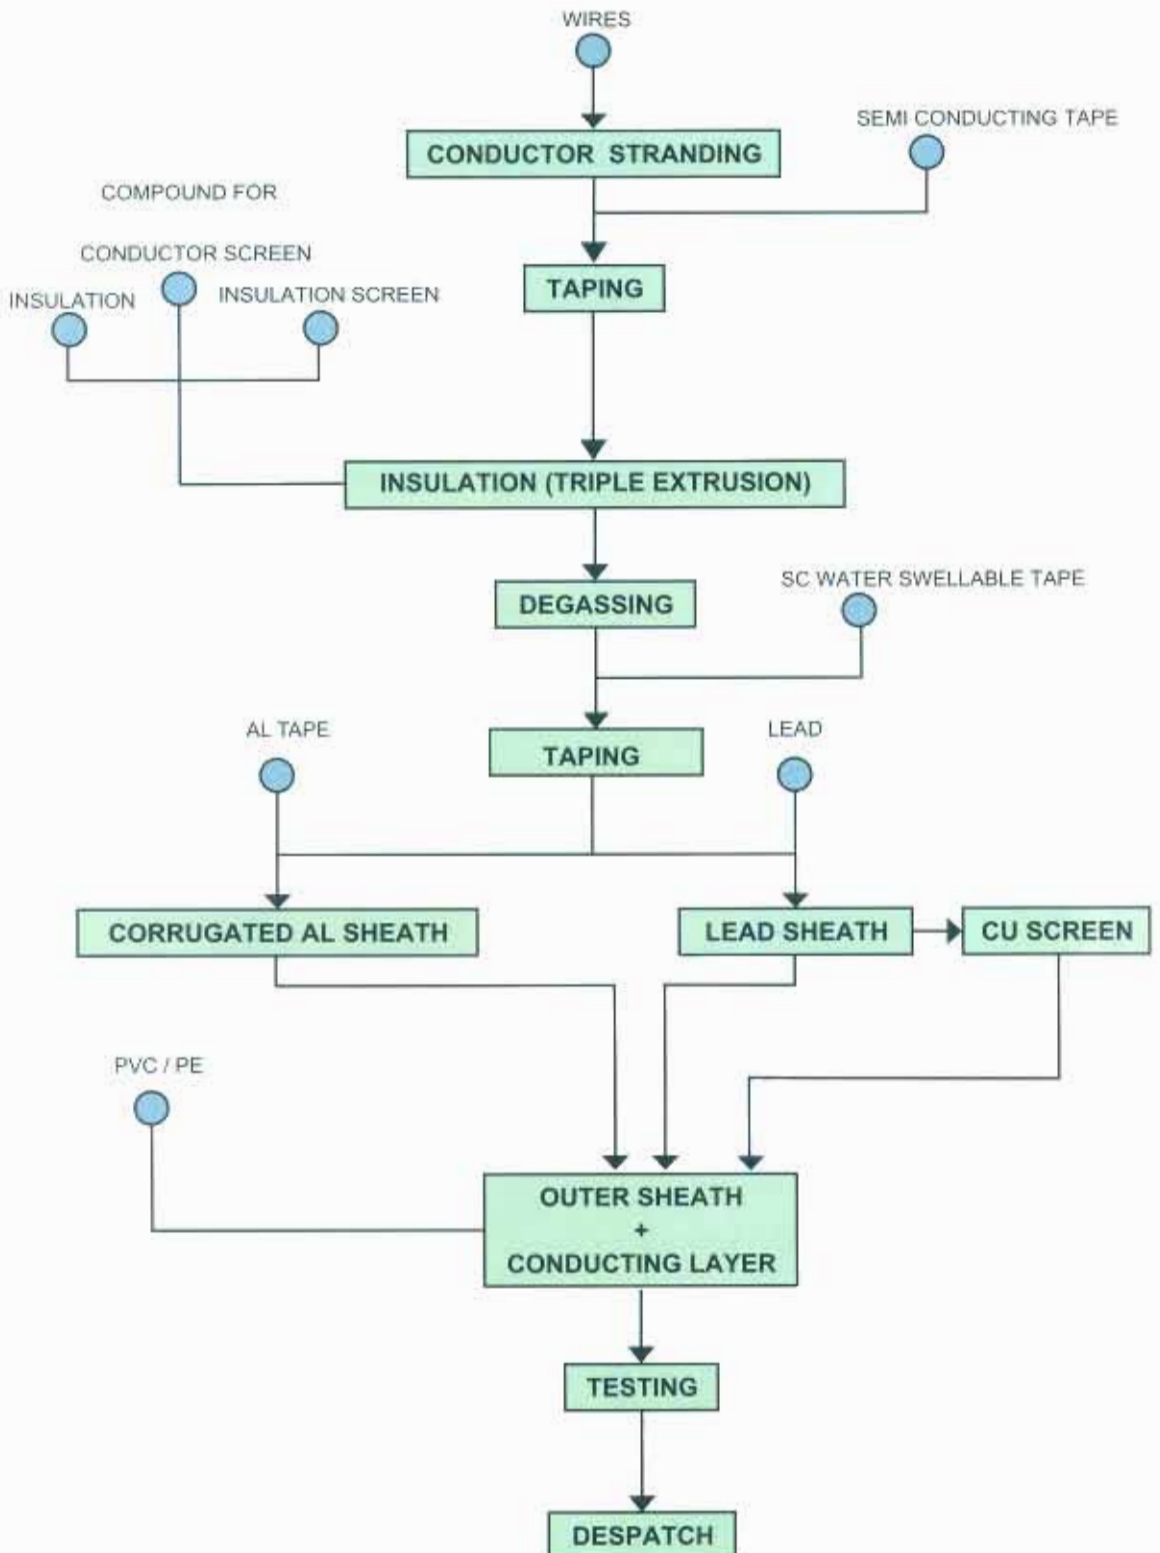 WIRES
SEMI CONDUCTING TAPE
CONDUCTOR STRANDING
COMPOUND FOR
CONDUCTOR SCREEN
INSULATION
INSULATION SCREEN
TAPING
INSULATION (TRIPLE EXTRUSION)
SC WATER SWELLABLE TAPE
DEGASSING
AL TAPE
LEAD
TAPING
CORRUGATED AL SHEATH
LEAD SHEATH
CU SCREEN
PVC / PE
OUTER SHEATH
+
CONDUCTING LAYER
TESTING
DESPATCH